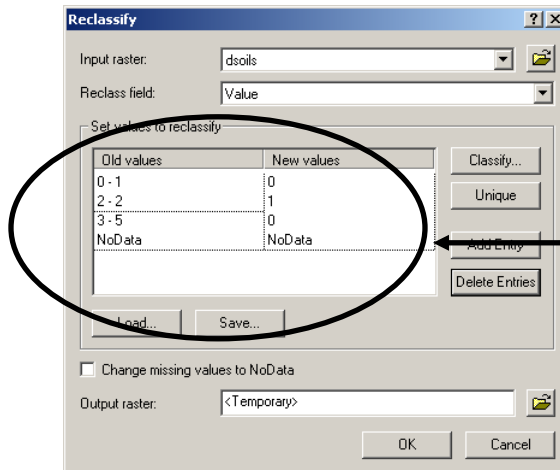 Reclassify
Input raster: dsoils
Reclass field: Value
Set values to reclassify
Old values New values Classify...
0 - 1 0
2 - 2 1 Unique
3 - 5 0
NoData NoData Add Entry
Delete Entries
Load... Save...
Change missing values to NoData
Output raster: <Temporary>
OK Cancel